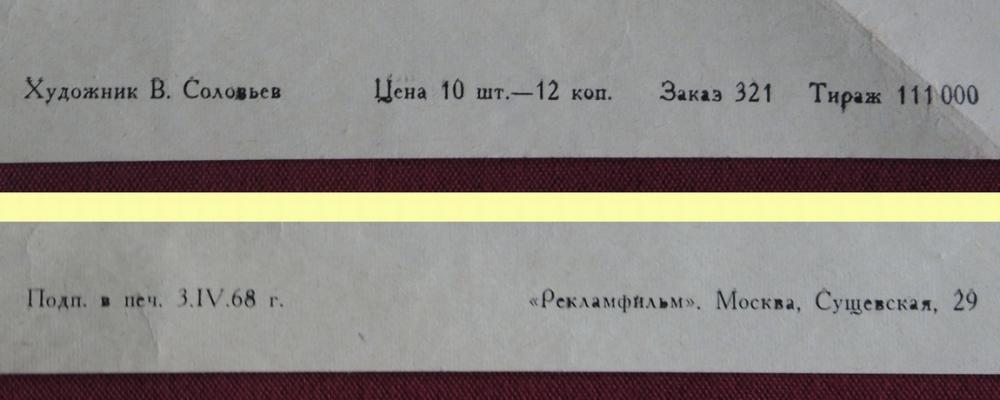 Художник В. Соловьев Цена 10 шт.—12 коп. Заказ 321 Тираж 111 000
Подп. в печ. 3.IV.68 г. «Рекламфильм». Москва, Сущевская, 29